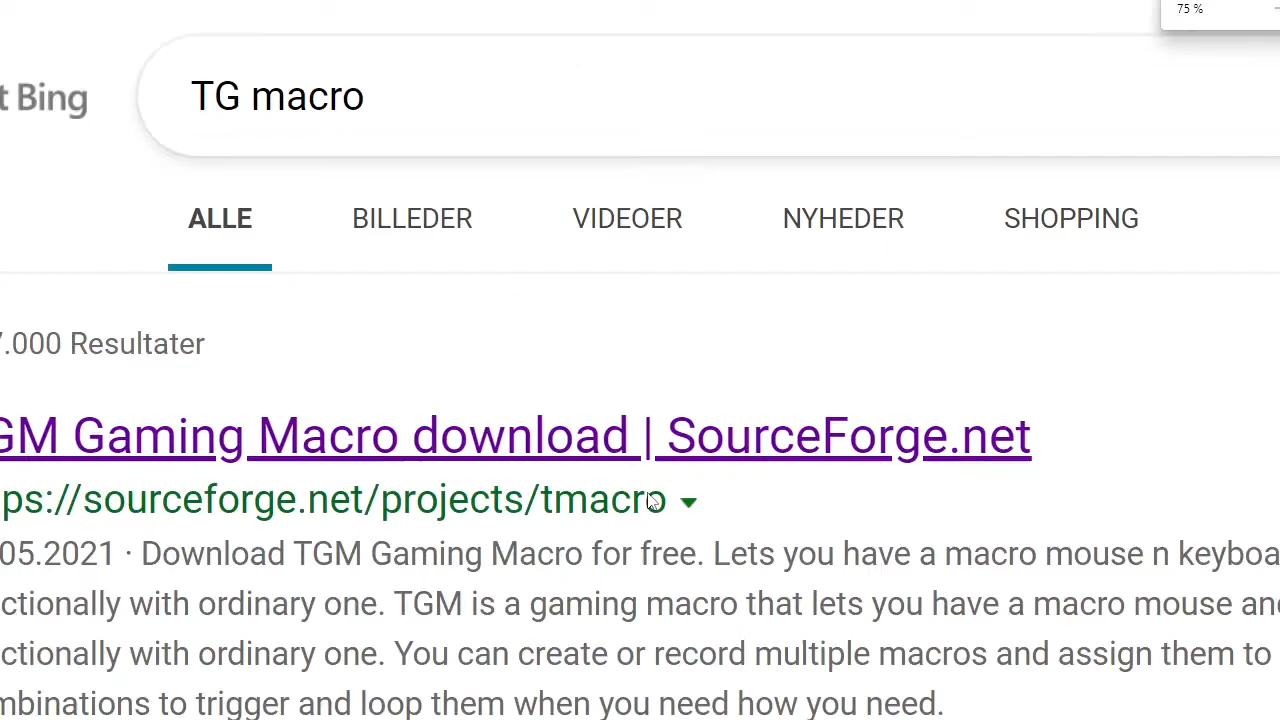 75 %
t Bing
TG macro
ALLE BILLEDER VIDEOER NYHEDER SHOPPING
.000 Resultater
GM Gaming Macro download | SourceForge.net
ps://sourceforge.net/projects/tmacro
05.2021 · Download TGM Gaming Macro for free. Lets you have a macro mouse n keyboa
ctionally with ordinary one. TGM is a gaming macro that lets you have a macro mouse and
ctionally with ordinary one. You can create or record multiple macros and assign them to
mbinations to trigger and loop them when you need how you need.